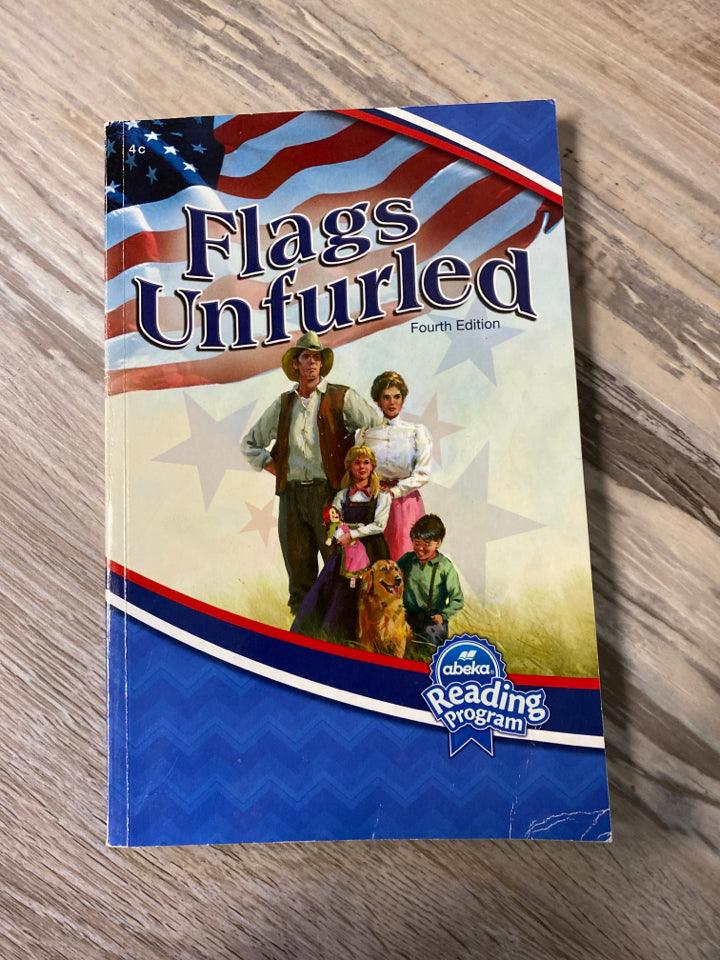 4c
Flags
Unfurled
Fourth Edition
abeka
Reading
Program